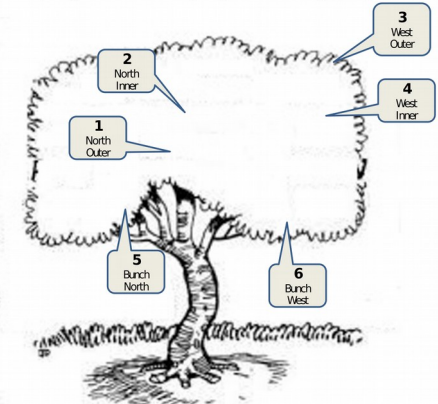 3
West
Outer
2
North
Inner
4
West
Inner
1
North
Outer
5
Bunch
North
6
Bunch
West